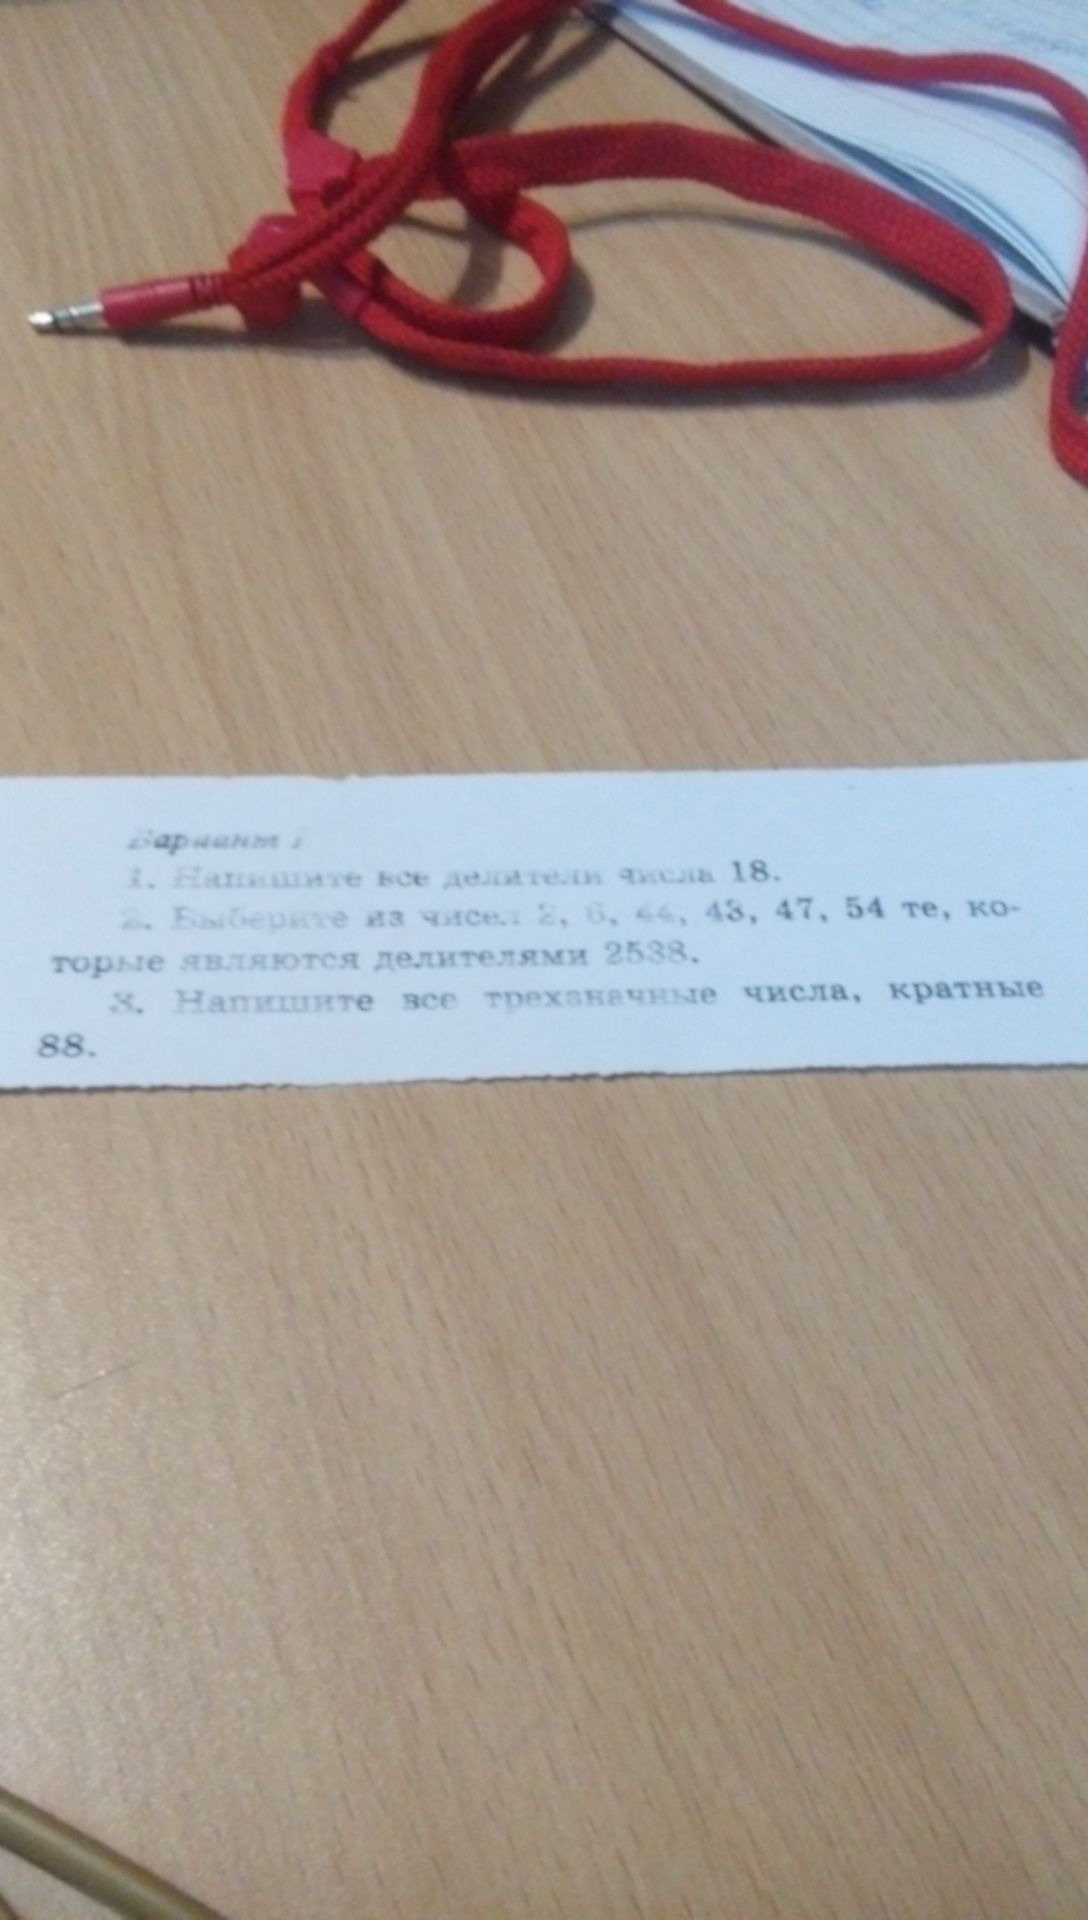 Вариант 1
1. Напишите все делители числа 18.
2. Выберите из чисел 2, 6, 44, 43, 47, 54 те, ко-
торые являются делителями 2538.
3. Напишите все трехзначные числа, кратные
88.